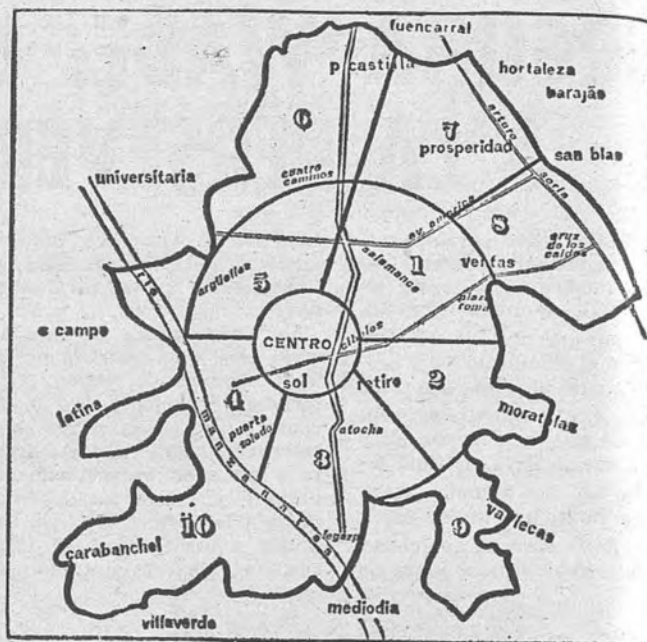 fuencarral
p castilla
hortaleza
barajas
6
7
arturo
prosperidad
san blas
universitaria
cuatro
caminos
soria
av. america
8
cruz
de los
caidos
rio
salamanca
1
ventas
argüelles
5
plaza
roma
c campo
CENTRO
cibeles
sol
retiro
2
4
latina
moratalaz
puerta
toledo
atocha
manzanares
3
10
9
vallecas
carabanchel
legazpi
villaverde
mediodia